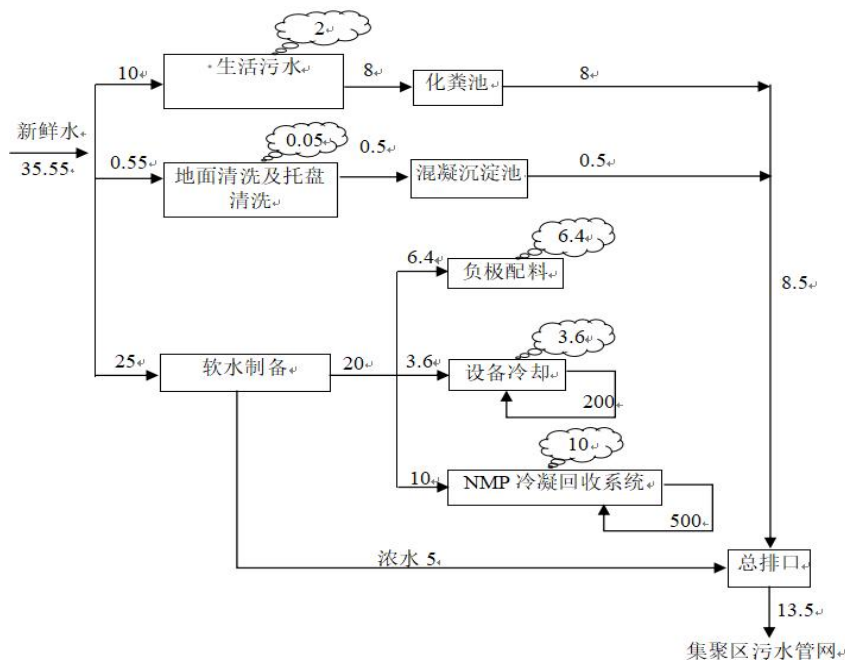 2
生活污水
10
8
化粪池
8
新鲜水
35.55
0.05
0.55
地面清洗及托盘
清洗
0.5
混凝沉淀池
0.5
6.4
6.4
负极配料
8.5
3.6
25
软水制备
20
3.6
设备冷却
200
10
10
NMP 冷凝回收系统
500
浓水 5
总排口
13.5
集聚区污水管网